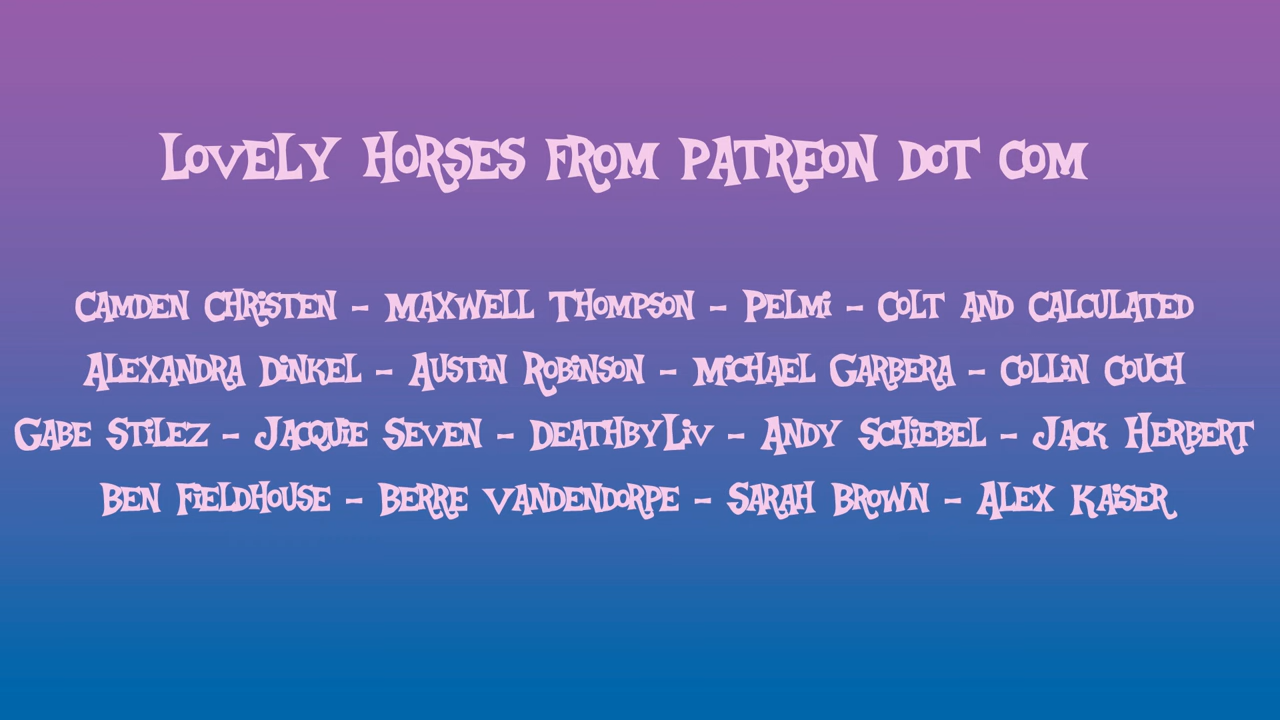 Lovely Horses from Patreon dot com
Camden Christen - Maxwell Thompson - Pelmi - Colt and Calculated
Alexandra Dinkel - Austin Robinson - Michael Garbera - Collin Couch
Gabe Stilez - Jacquie Seven - DeathbyLiv - Andy Schiebel - Jack Herbert
Ben Fieldhouse - Berre Vandendorpe - Sarah Brown - Alex Kaiser